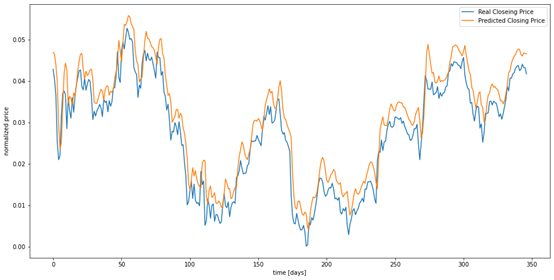 Real Closeing Price
Predicted Closing Price
normalized price
0.05
0.04
0.03
0.02
0.01
0.00
0 50 100 150 200 250 300 350
time [days]